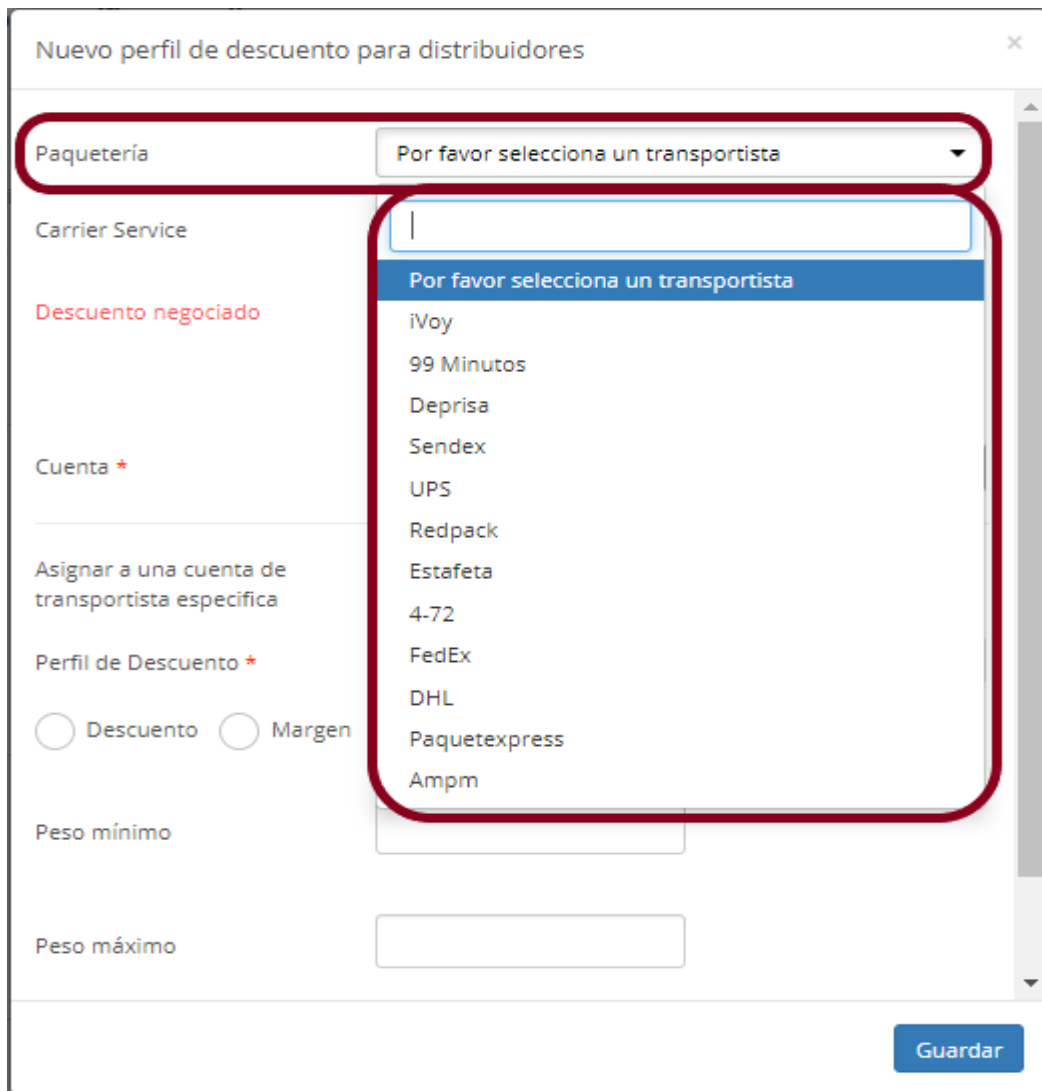 Nuevo perfil de descuento para distribuidores ×
Paquetería Por favor selecciona un transportista
Carrier Service
Por favor selecciona un transportista
Descuento negociado
iVoy
99 Minutos
Deprisa
Sendex
Cuenta *
UPS
Redpack
Asignar a una cuenta de
transportista especifica
Estafeta
4-72
Perfil de Descuento *
FedEx
DHL
Descuento Margen
Paquetexpress
Ampm
Peso mínimo
Peso máximo
Guardar